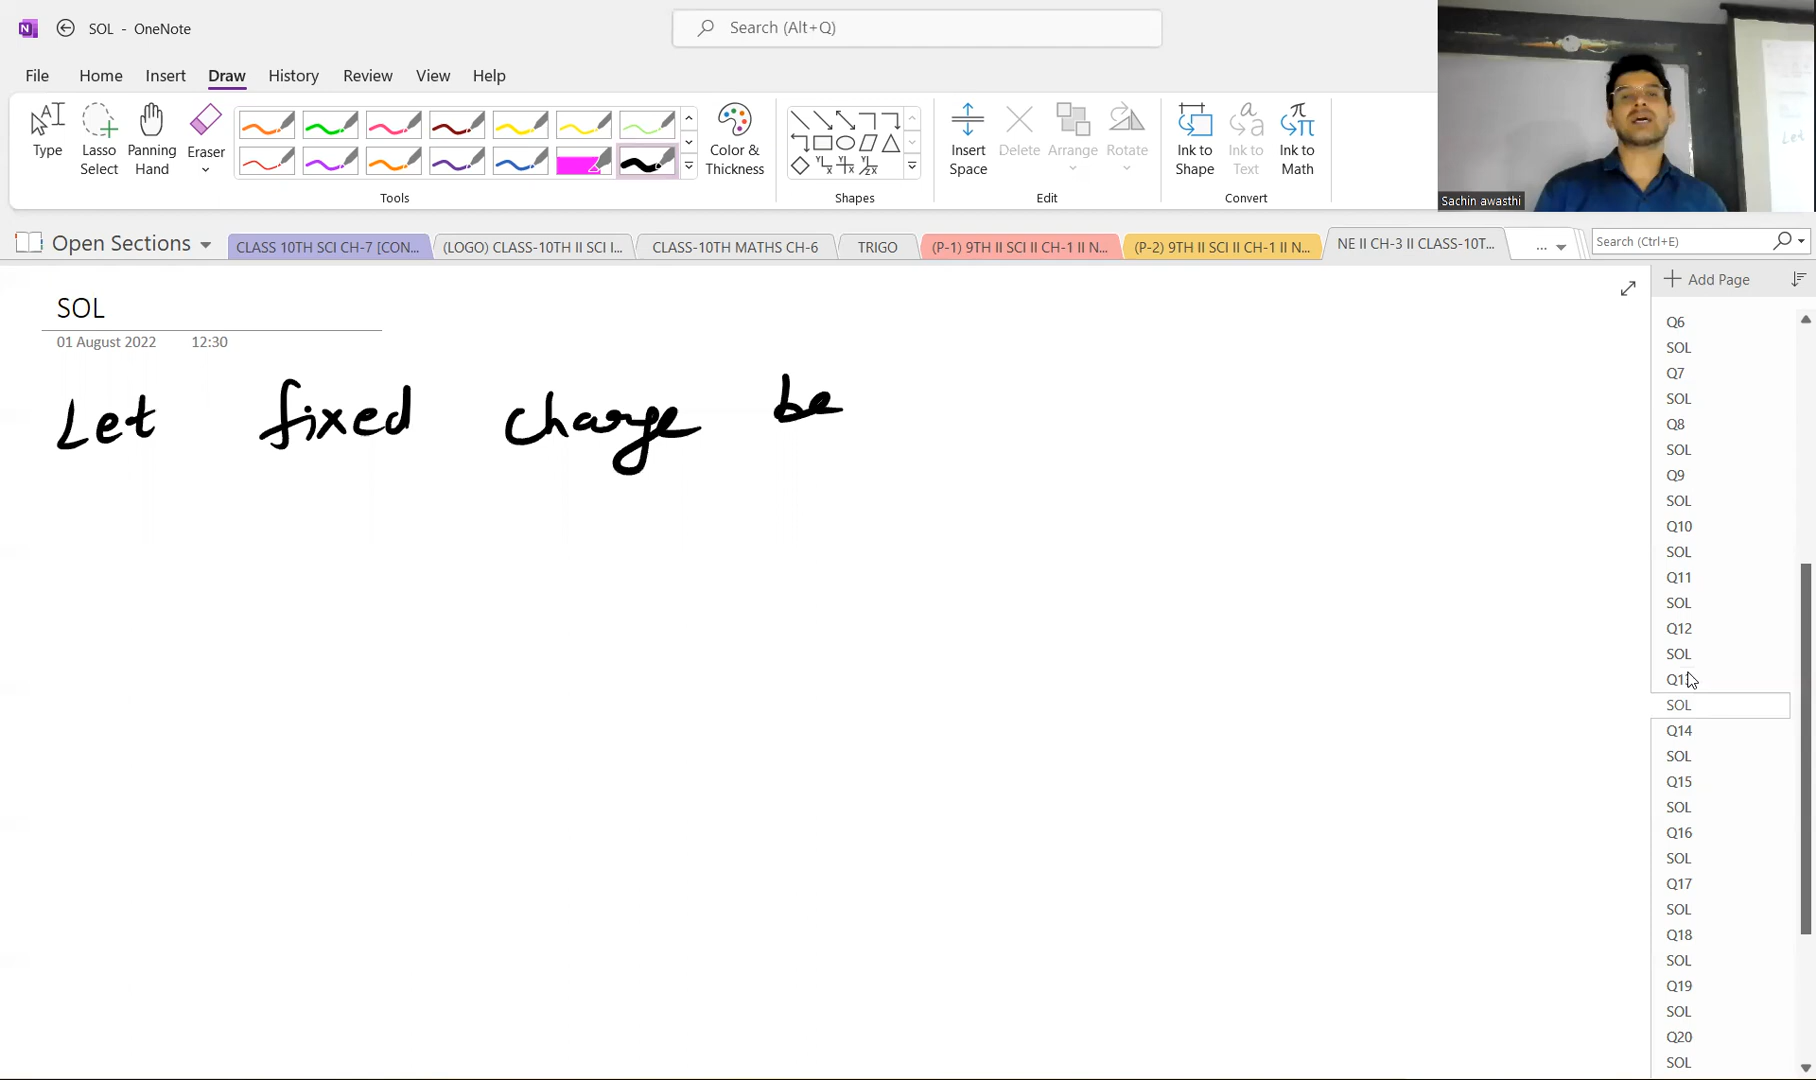 SOL - OneNote
Search (Alt+Q)
File Home Insert Draw History Review View Help
Type
Lasso Select
Panning Hand
Eraser
Color & Thickness
Insert Space
Delete
Arrange
Rotate
Ink to Shape
Ink to Text
Ink to Math
Tools Shapes Edit Convert
Sachin awasthi
Open Sections
CLASS 10TH SCI CH-7 [CON...
(LOGO) CLASS-10TH II SCI I...
CLASS-10TH MATHS CH-6
TRIGO
(P-1) 9TH II SCI II CH-1 II N...
(P-2) 9TH II SCI II CH-1 II N...
NE II CH-3 II CLASS-10T...
...
Search (Ctrl+E)
Add Page
SOL
01 August 2022 12:30
Let fixed charge be
Q6
SOL
Q7
SOL
Q8
SOL
Q9
SOL
Q10
SOL
Q11
SOL
Q12
SOL
Q13
SOL
Q14
SOL
Q15
SOL
Q16
SOL
Q17
SOL
Q18
SOL
Q19
SOL
Q20
SOL